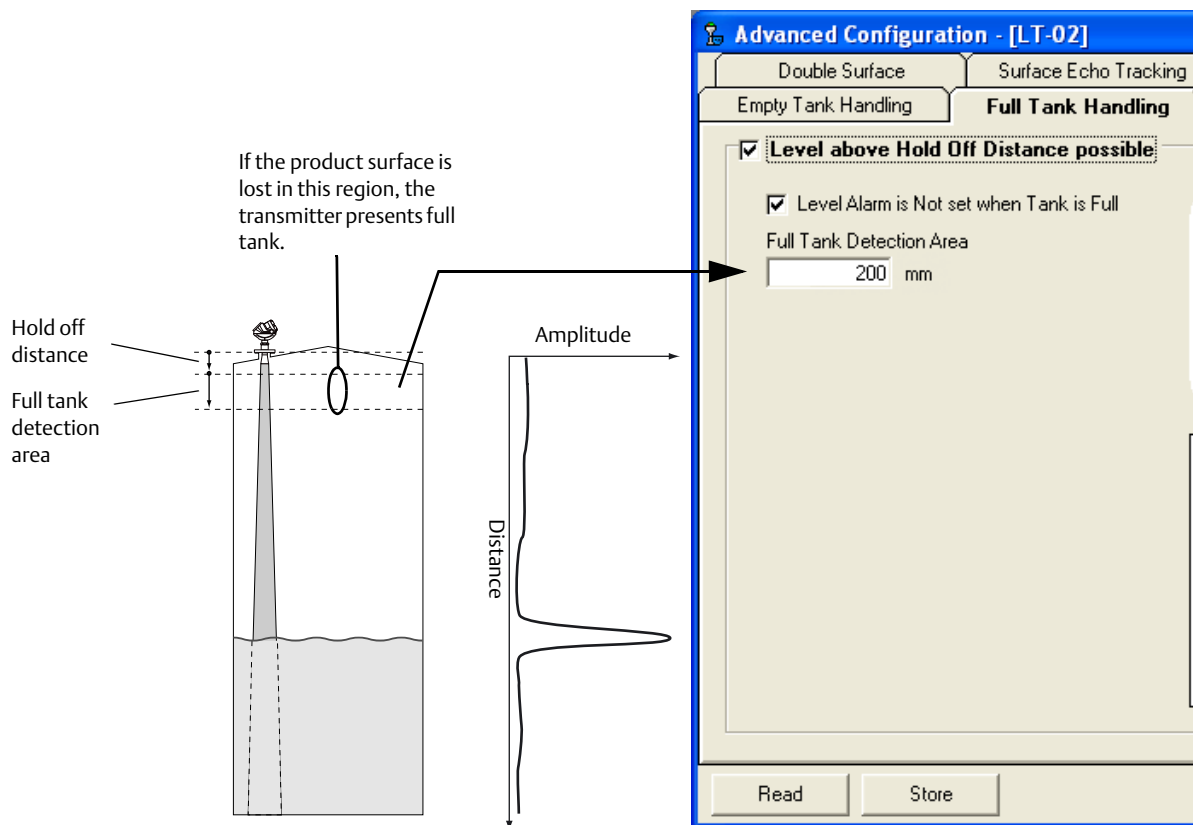 If the product surface is
lost in this region, the
transmitter presents full
tank.
Hold off
distance
Full tank
detection
area
Amplitude
Distance
Advanced Configuration - [LT-02]
Double Surface
Surface Echo Tracking
Empty Tank Handling
Full Tank Handling
Level above Hold Off Distance possible
Level Alarm is Not set when Tank is Full
Full Tank Detection Area
200 mm
Read
Store